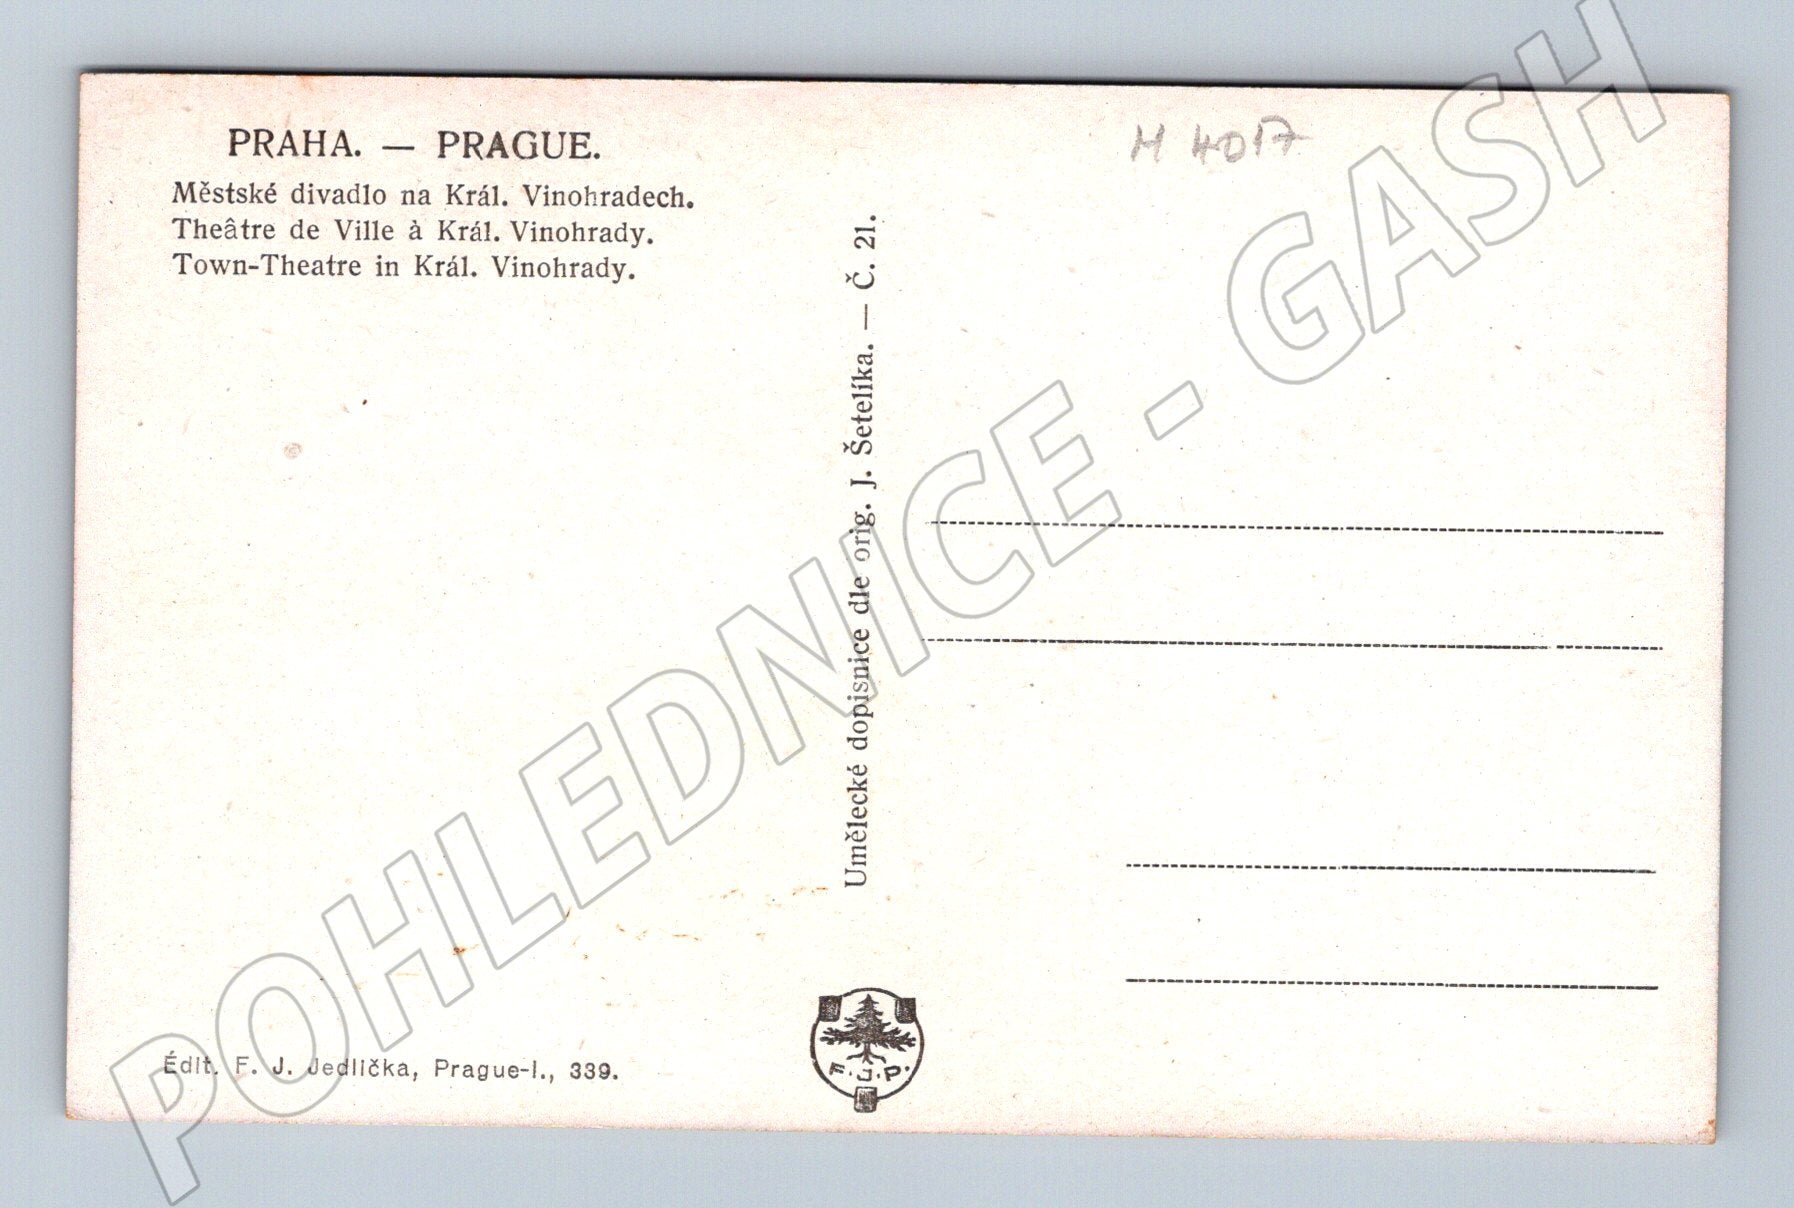 PRAHA. — PRAGUE.
Městské divadlo na Král. Vinohradech.
Theâtre de Ville à Král. Vinohrady.
Town-Theatre in Král. Vinohrady.
H 4017
Umělecké dopisnice dle orig. J. Šetelíka. — Č. 21.
Édit. F. J. Jedlička, Prague-I., 339.
F. J. P.
POHLEDNICE - GASH